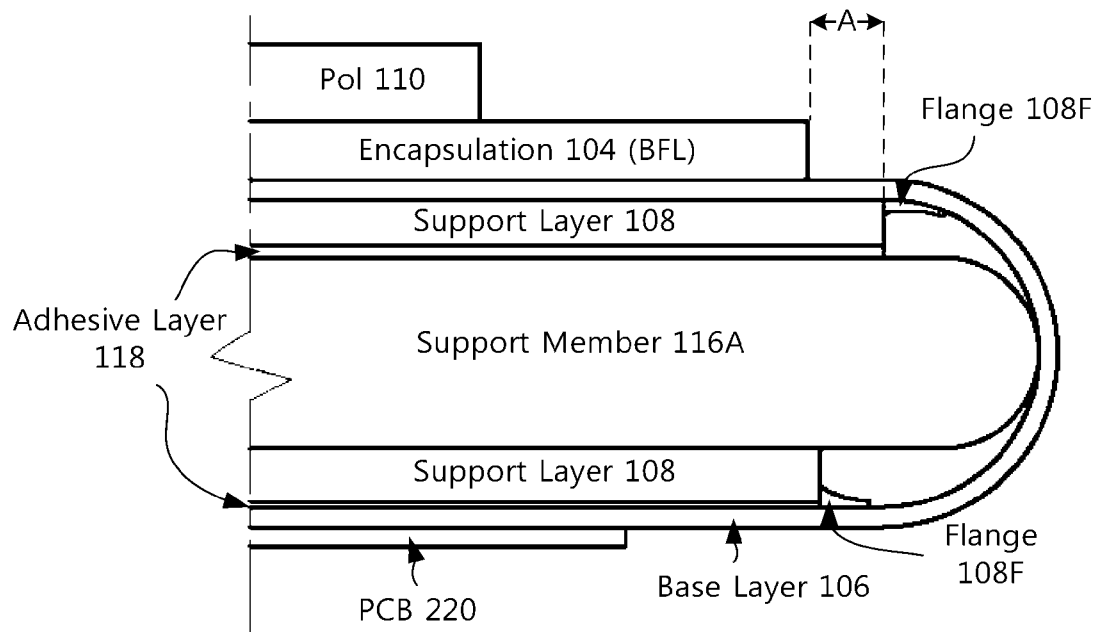 A
Pol 110
Flange 108F
Encapsulation 104 (BFL)
Support Layer 108
Adhesive Layer
118
Support Member 116A
Support Layer 108
Flange
108F
Base Layer 106
PCB 220